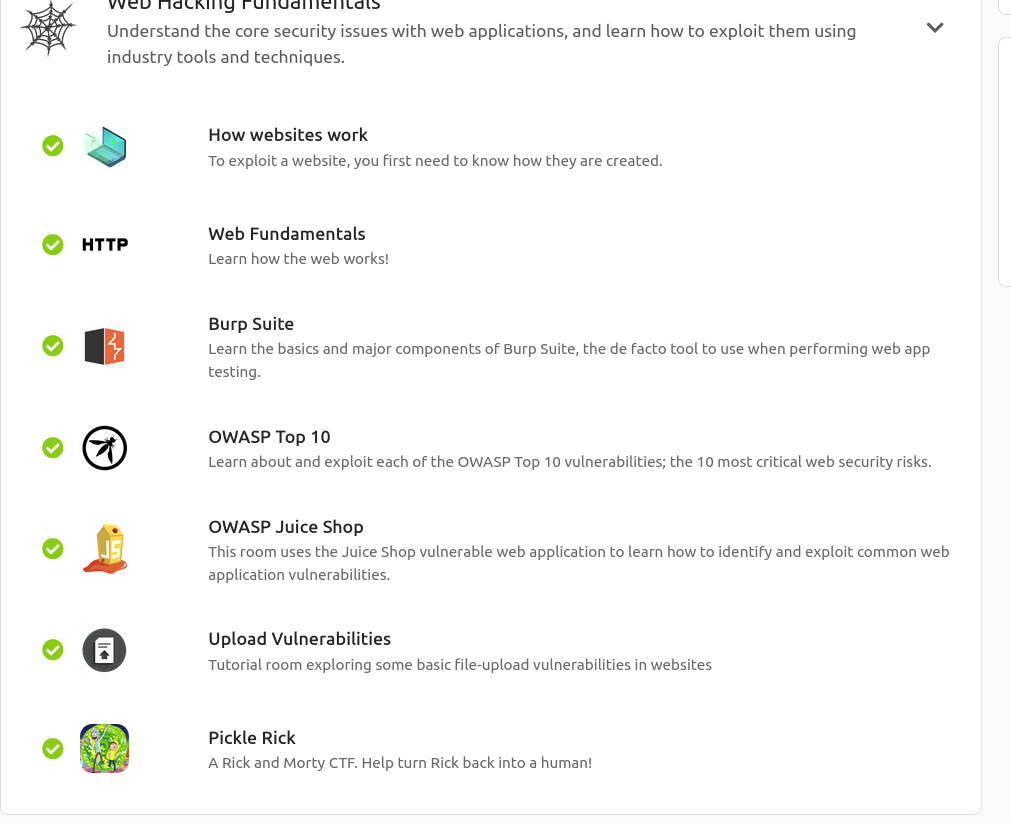 Web Hacking Fundamentals
Understand the core security issues with web applications, and learn how to exploit them using
industry tools and techniques.
How websites work
To exploit a website, you first need to know how they are created.
HTTP
Web Fundamentals
Learn how the web works!
Burp Suite
Learn the basics and major components of Burp Suite, the de facto tool to use when performing web app
testing.
OWASP Top 10
Learn about and exploit each of the OWASP Top 10 vulnerabilities; the 10 most critical web security risks.
OWASP Juice Shop
JS
This room uses the Juice Shop vulnerable web application to learn how to identify and exploit common web
application vulnerabilities.
Upload Vulnerabilities
Tutorial room exploring some basic file-upload vulnerabilities in websites
Pickle Rick
A Rick and Morty CTF. Help turn Rick back into a human!